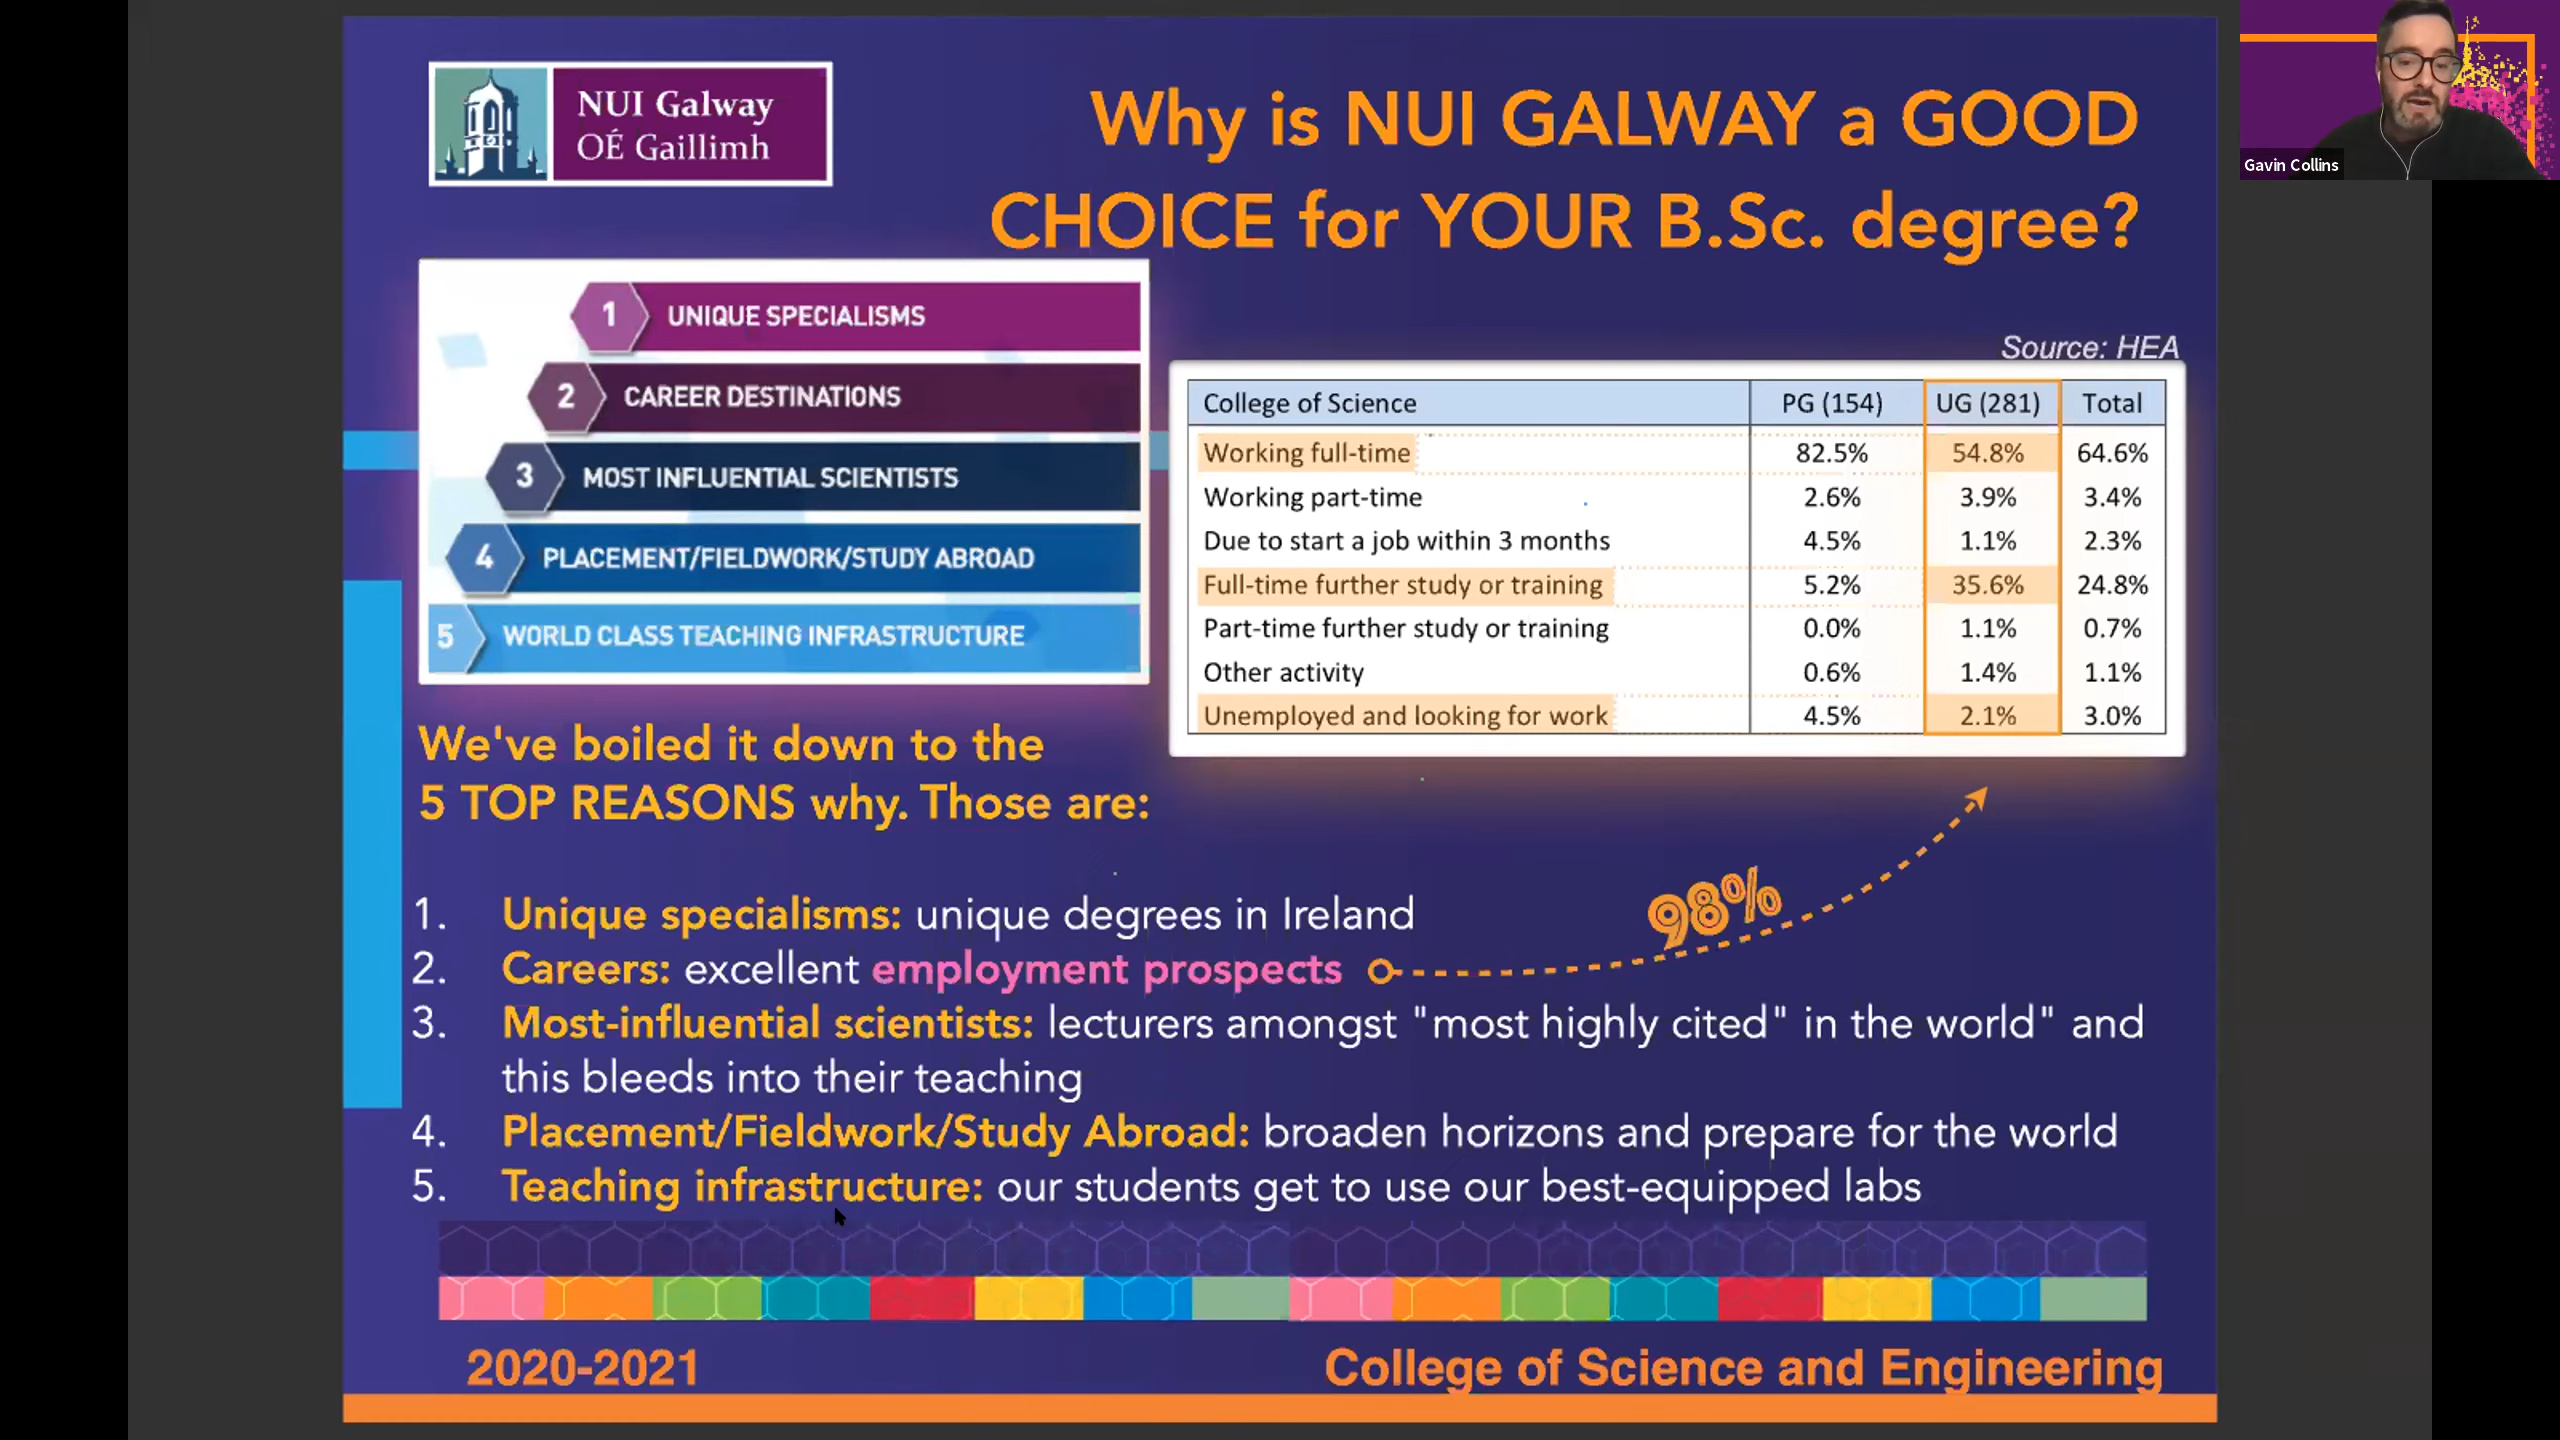 NUI Galway
OÉ Gaillimh
Why is NUI GALWAY a GOOD
CHOICE for YOUR B.Sc. degree?
Gavin Collins
1 UNIQUE SPECIALISMS
2 CAREER DESTINATIONS
3 MOST INFLUENTIAL SCIENTISTS
4 PLACEMENT/FIELDWORK/STUDY ABROAD
5 WORLD CLASS TEACHING INFRASTRUCTURE
Source: HEA
College of Science PG (154) UG (281) Total
Working full-time 82.5% 54.8% 64.6%
Working part-time 2.6% 3.9% 3.4%
Due to start a job within 3 months 4.5% 1.1% 2.3%
Full-time further study or training 5.2% 35.6% 24.8%
Part-time further study or training 0.0% 1.1% 0.7%
Other activity 0.6% 1.4% 1.1%
Unemployed and looking for work 4.5% 2.1% 3.0%
We've boiled it down to the
5 TOP REASONS why. Those are:
98%
1. Unique specialisms: unique degrees in Ireland
2. Careers: excellent employment prospects
3. Most-influential scientists: lecturers amongst "most highly cited" in the world" and
this bleeds into their teaching
4. Placement/Fieldwork/Study Abroad: broaden horizons and prepare for the world
5. Teaching infrastructure: our students get to use our best-equipped labs
2020-2021
College of Science and Engineering